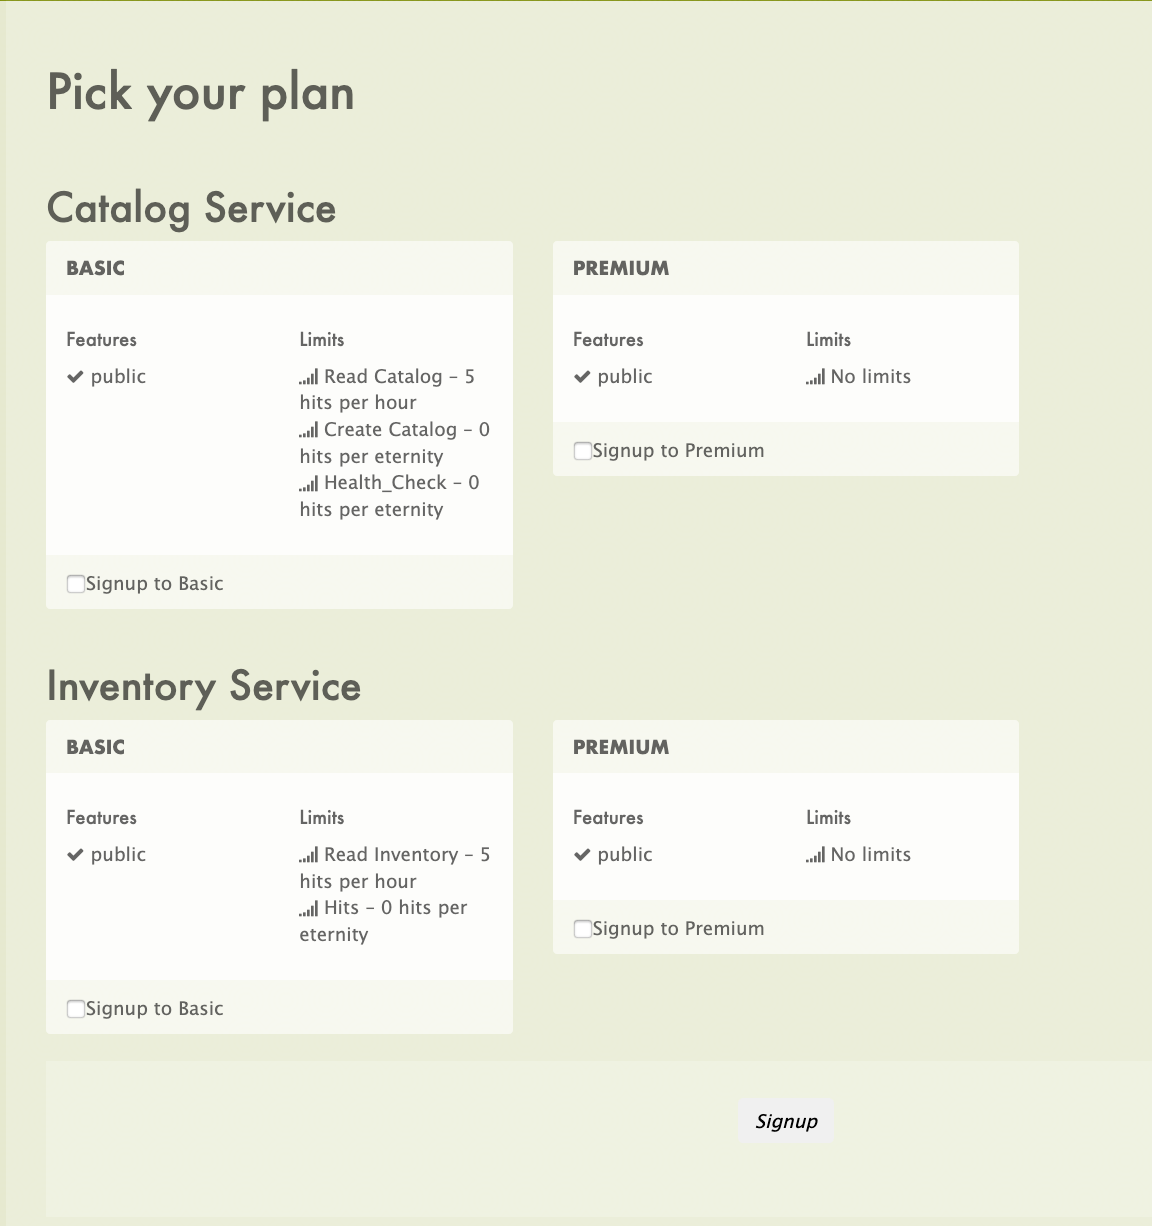 Pick your plan
Catalog Service
BASIC
PREMIUM
Features
Limits
Features
Limits
public
Read Catalog – 5
hits per hour
Create Catalog – 0
hits per eternity
Health_Check – 0
hits per eternity
public
No limits
Signup to Premium
Signup to Basic
Inventory Service
BASIC
PREMIUM
Features
Limits
Features
Limits
public
Read Inventory – 5
hits per hour
Hits – 0 hits per
eternity
public
No limits
Signup to Premium
Signup to Basic
Signup